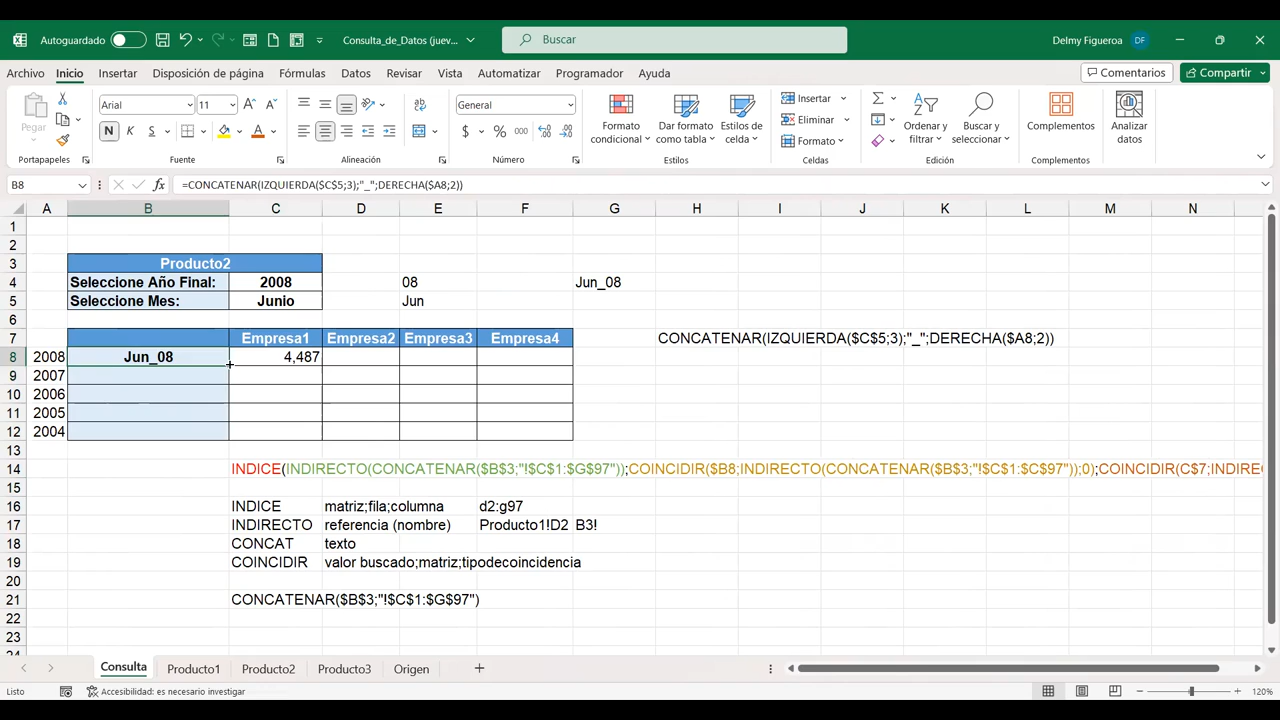 Autoguardado
Consulta_de_Datos (juev...
Buscar
Delmy Figueroa DF
Archivo Inicio Insertar Disposición de página Fórmulas Datos Revisar Vista Automatizar Programador Ayuda
Comentarios
Compartir
Pegar
Portapapeles
Arial 11
N K S
Fuente
Alineación
General
$ % 000
Número
Formato condicional
Dar formato como tabla
Estilos de celda
Estilos
Insertar
Eliminar
Formato
Celdas
Ordenar y filtrar
Buscar y seleccionar
Edición
Complementos
Complementos
Analizar datos
B8 fx =CONCATENAR(IZQUIERDA($C$5;3);"_";DERECHA($A8;2))
A B C D E F G H I J K L M N
1
2
3 Producto2
4 Seleccione Año Final: 2008 08 Jun_08
5 Seleccione Mes: Junio Jun
6
7 Empresa1 Empresa2 Empresa3 Empresa4 CONCATENAR(IZQUIERDA($C$5;3);"_";DERECHA($A8;2))
8 2008 Jun_08 4,487
9 2007
10 2006
11 2005
12 2004
13
14 INDICE(INDIRECTO(CONCATENAR($B$3;"!$C$1:$G$97"));COINCIDIR($B8;INDIRECTO(CONCATENAR($B$3;"!$C$1:$C$97"));0);COINCIDIR(C$7;INDIREC
15
16 INDICE matriz;fila;columna d2:g97
17 INDIRECTO referencia (nombre) Producto1!D2 B3!
18 CONCAT texto
19 COINCIDIR valor buscado;matriz;tipodecoincidencia
20
21 CONCATENAR($B$3;"!$C$1:$G$97")
22
23
Consulta Producto1 Producto2 Producto3 Origen
Listo
Accesibilidad: es necesario investigar
120%